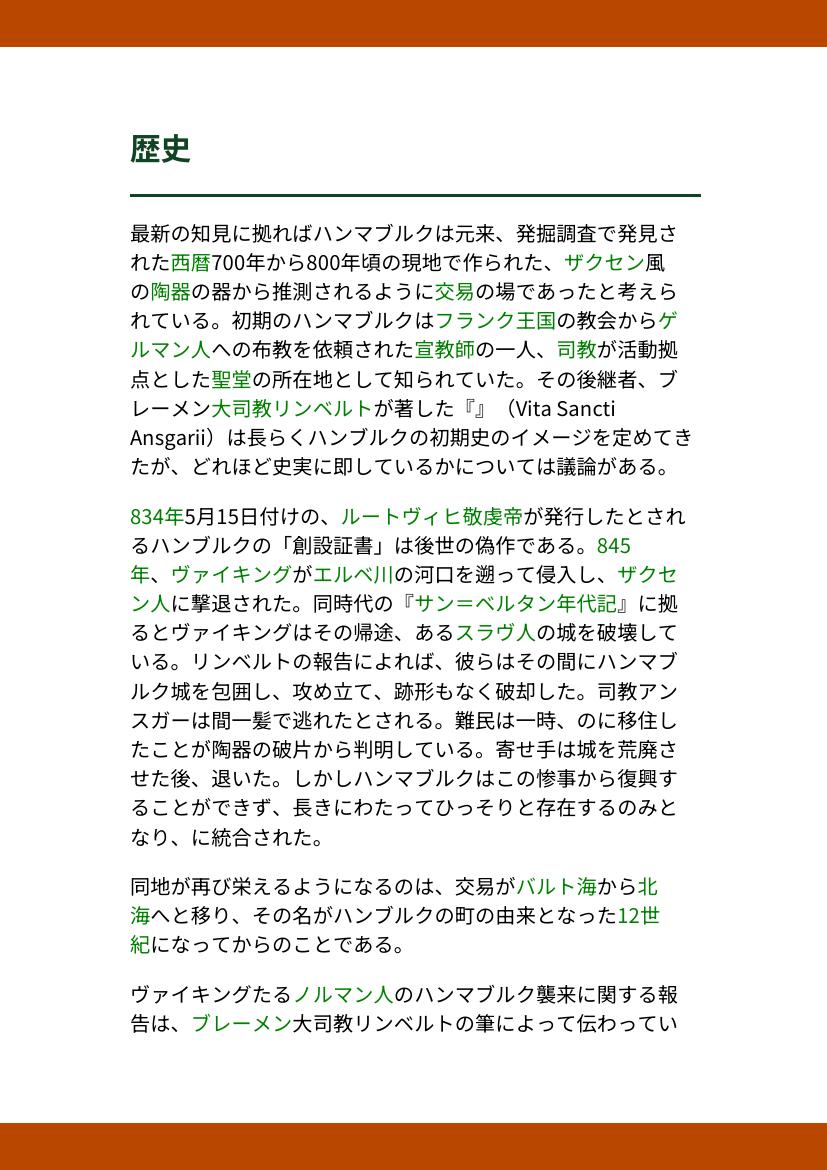 歴史
最新の知見に拠ればハンマブルクは元来、発掘調査で発見さ
れた西暦700年から800年頃の現地で作られた、ザクセン風
の陶器の器から推測されるように交易の場であったと考えら
れている。初期のハンマブルクはフランク王国の教会からゲ
ルマン人への布教を依頼された宣教師の一人、司教が活動拠
点とした聖堂の所在地として知られていた。その後継者、ブ
レーメン大司教リンベルトが著した『』（Vita Sancti
Ansgarii）は長らくハンブルクの初期史のイメージを定めてき
たが、どれほど史実に即しているかについては議論がある。
834年5月15日付けの、ルートヴィヒ敬虔帝が発行したとされ
るハンブルクの「創設証書」は後世の偽作である。845
年、ヴァイキングがエルベ川の河口を遡って侵入し、ザクセ
ン人に撃退された。同時代の『サン＝ベルタン年代記』に拠
るとヴァイキングはその帰途、あるスラヴ人の城を破壊して
いる。リンベルトの報告によれば、彼らはその間にハンマブ
ルク城を包囲し、攻め立て、跡形もなく破却した。司教アン
スガーは間一髪で逃れたとされる。難民は一時、のに移住し
たことが陶器の破片から判明している。寄せ手は城を荒廃さ
せた後、退いた。しかしハンマブルクはこの惨事から復興す
ることができず、長きにわたってひっそりと存在するのみと
なり、に統合された。
同地が再び栄えるようになるのは、交易がバルト海から北
海へと移り、その名がハンブルクの町の由来となった12世
紀になってからのことである。
ヴァイキングたるノルマン人のハンマブルク襲来に関する報
告は、ブレーメン大司教リンベルトの筆によって伝わってい